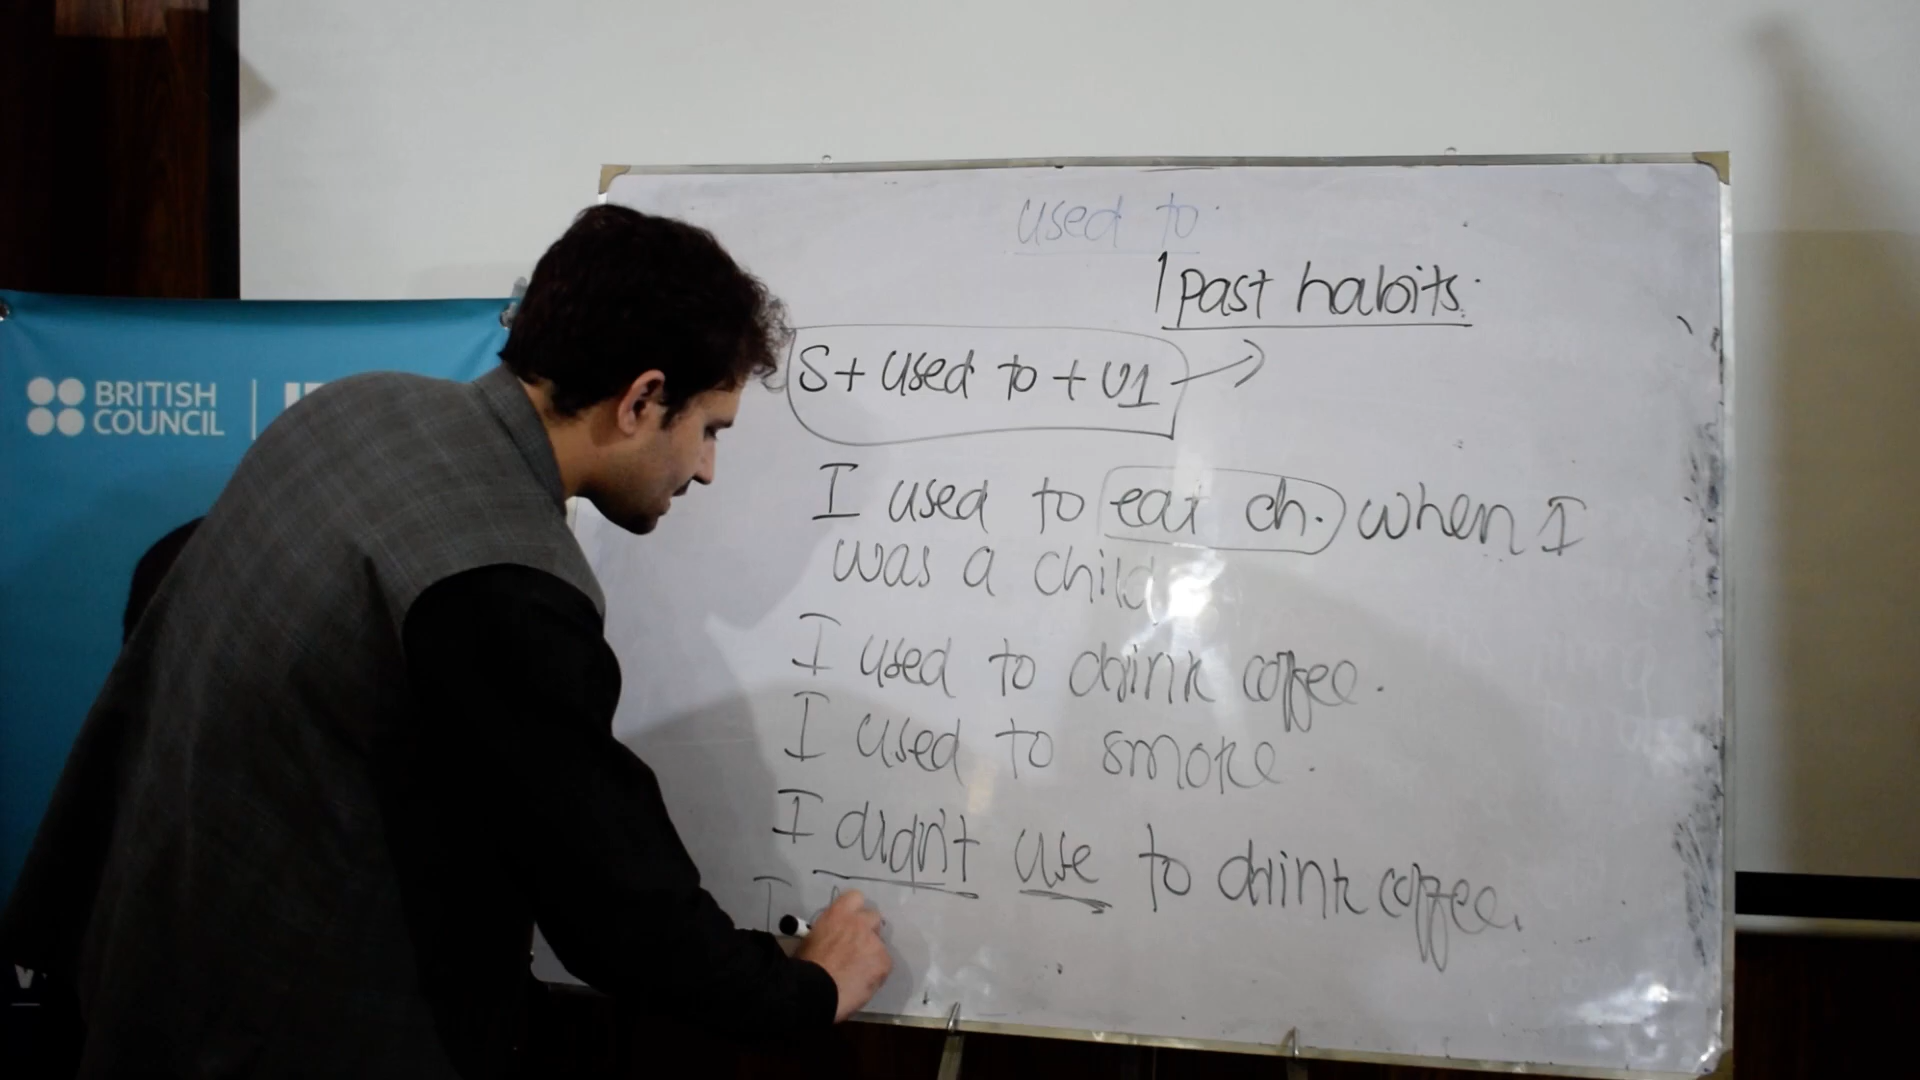 BRITISH
COUNCIL
used to.
1 past habits.
S + used to + V1
I used to eat ch. when I
was a child
I used to drink coffee.
I used to smoke.
I didn't use to drink coffee.
I